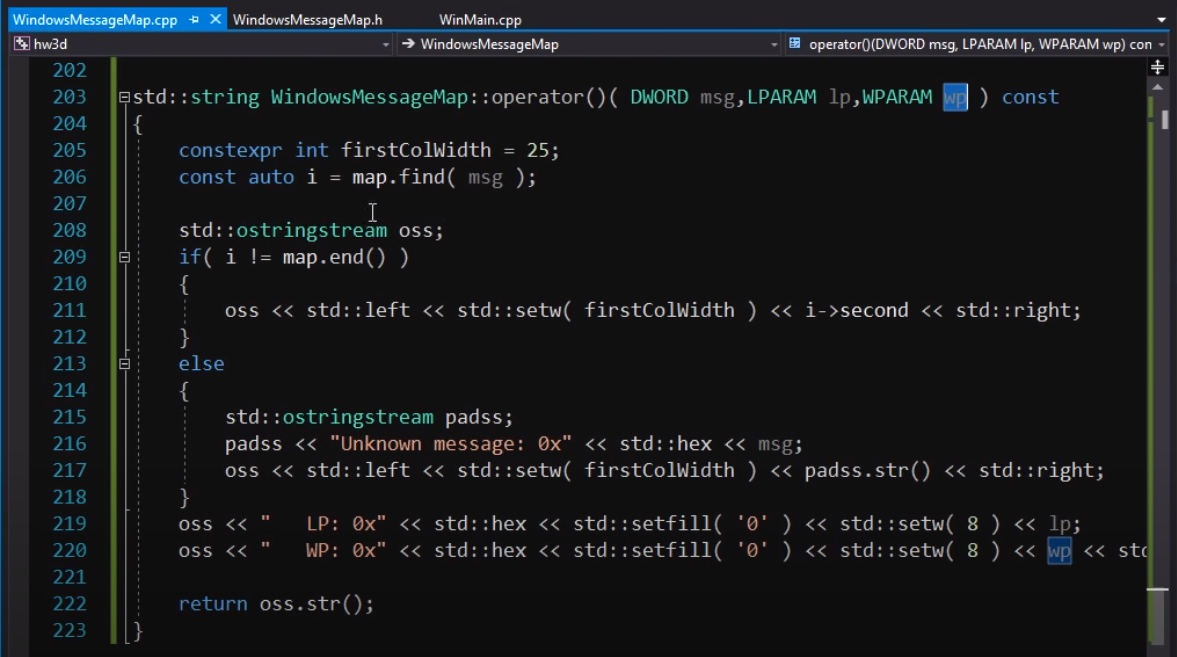 WindowsMessageMap.cpp WindowsMessageMap.h WinMain.cpp
hw3d WindowsMessageMap operator()(DWORD msg, LPARAM lp, WPARAM wp) con
202
203 std::string WindowsMessageMap::operator()( DWORD msg,LPARAM lp,WPARAM wp ) const
204 {
205 constexpr int firstColWidth = 25;
206 const auto i = map.find( msg );
207
208 std::ostringstream oss;
209 if( i != map.end() )
210 {
211 oss << std::left << std::setw( firstColWidth ) << i->second << std::right;
212 }
213 else
214 {
215 std::ostringstream padss;
216 padss << "Unknown message: 0x" << std::hex << msg;
217 oss << std::left << std::setw( firstColWidth ) << padss.str() << std::right;
218 }
219 oss << "   LP: 0x" << std::hex << std::setfill( '0' ) << std::setw( 8 ) << lp;
220 oss << "   WP: 0x" << std::hex << std::setfill( '0' ) << std::setw( 8 ) << wp << std
221
222 return oss.str();
223 }